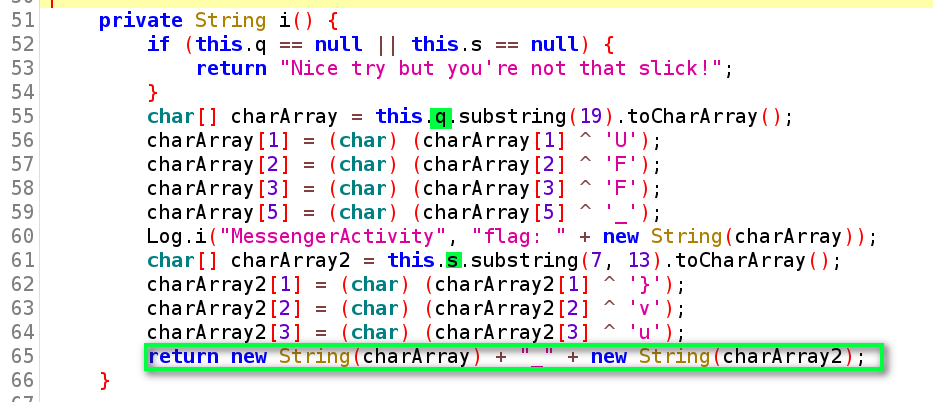 51 private String i() {
52 if (this.q == null || this.s == null) {
53 return "Nice try but you're not that slick!";
54 }
55 char[] charArray = this.q.substring(19).toCharArray();
56 charArray[1] = (char) (charArray[1] ^ 'U');
57 charArray[2] = (char) (charArray[2] ^ 'F');
58 charArray[3] = (char) (charArray[3] ^ 'F');
59 charArray[5] = (char) (charArray[5] ^ '_');
60 Log.i("MessengerActivity", "flag: " + new String(charArray));
61 char[] charArray2 = this.s.substring(7, 13).toCharArray();
62 charArray2[1] = (char) (charArray2[1] ^ '}');
63 charArray2[2] = (char) (charArray2[2] ^ 'v');
64 charArray2[3] = (char) (charArray2[3] ^ 'u');
65 return new String(charArray) + "_" + new String(charArray2);
66 }